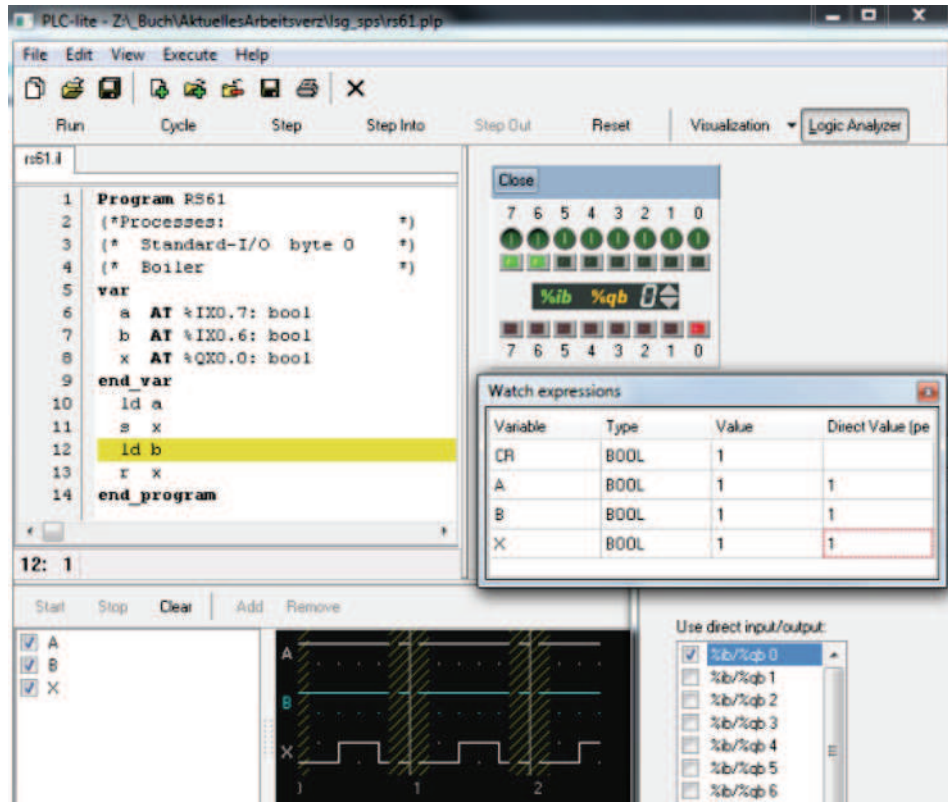 PLC-lite - Z:\_Buch\AktuellesArbeitsverz\lsg_sps\rs61.plp
File Edit View Execute Help
Run Cycle Step Step Into Step Out Reset Visualization Logic Analyzer
rs61.il
1 Program RS61
2 (*Processes: *)
3 (* Standard-I/O byte 0 *)
4 (* Boiler *)
5 var
6 a AT %IX0.7: bool
7 b AT %IX0.6: bool
8 x AT %QX0.0: bool
9 end_var
10 ld a
11 s x
12 ld b
13 r x
14 end_program
12: 1
Close
7 6 5 4 3 2 1 0
%ib %qb 0
7 6 5 4 3 2 1 0
Watch expressions
Variable Type Value Direct Value (pe
CR BOOL 1
A BOOL 1 1
B BOOL 1 1
X BOOL 1 1
Start Stop Clear Add Remove
A
B
X
A
B
X
1 2
Use direct input/output:
%ib/%qb 0
%ib/%qb 1
%ib/%qb 2
%ib/%qb 3
%ib/%qb 4
%ib/%qb 5
%ib/%qb 6